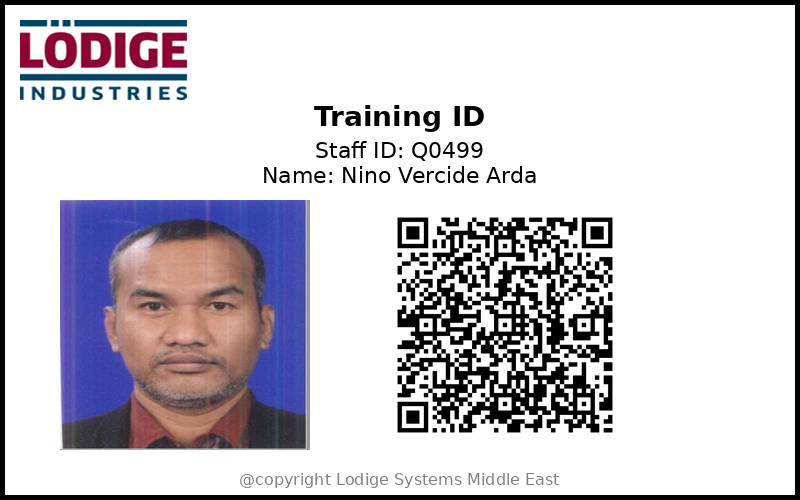 LÖDIGE
INDUSTRIES
Training ID
Staff ID: Q0499
Name: Nino Vercide Arda
@copyright Lodige Systems Middle East